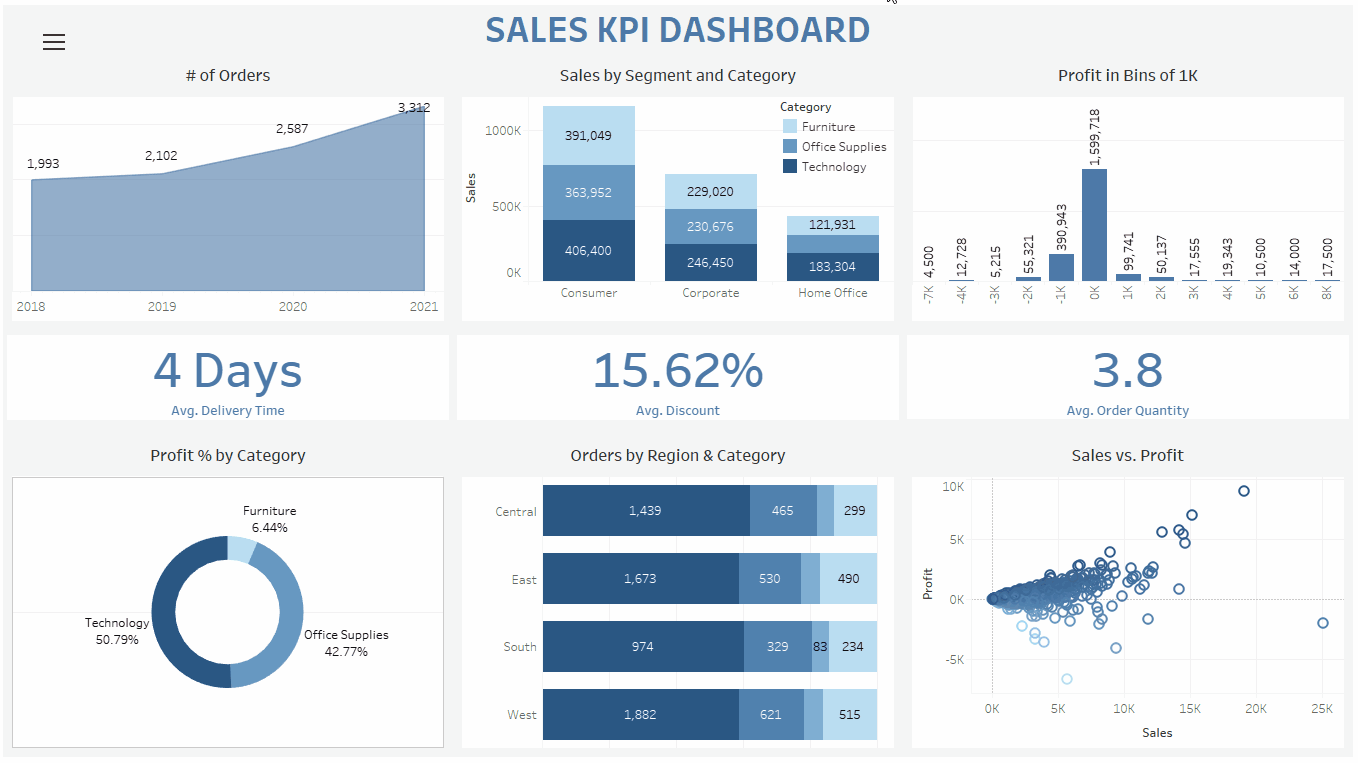 SALES KPI DASHBOARD
# of Orders
3,312
2,587
2,102
1,993
2018 2019 2020 2021
Sales by Segment and Category
Category
Furniture
Office Supplies
Technology
Sales
1000K
500K
0K
391,049
363,952
406,400
229,020
230,676
246,450
121,931
183,304
Consumer Corporate Home Office
Profit in Bins of 1K
4,500
12,728
5,215
55,321
390,943
1,599,718
99,741
50,137
17,555
19,343
10,500
14,000
17,500
-7K -4K -3K -2K -1K 0K 1K 2K 3K 4K 5K 6K 8K
4 Days
Avg. Delivery Time
15.62%
Avg. Discount
3.8
Avg. Order Quantity
Profit % by Category
Furniture
6.44%
Technology
50.79%
Office Supplies
42.77%
Orders by Region & Category
Central 1,439 465 299
East 1,673 530 490
South 974 329 83 234
West 1,882 621 515
Sales vs. Profit
Profit
10K
5K
0K
-5K
0K 5K 10K 15K 20K 25K
Sales